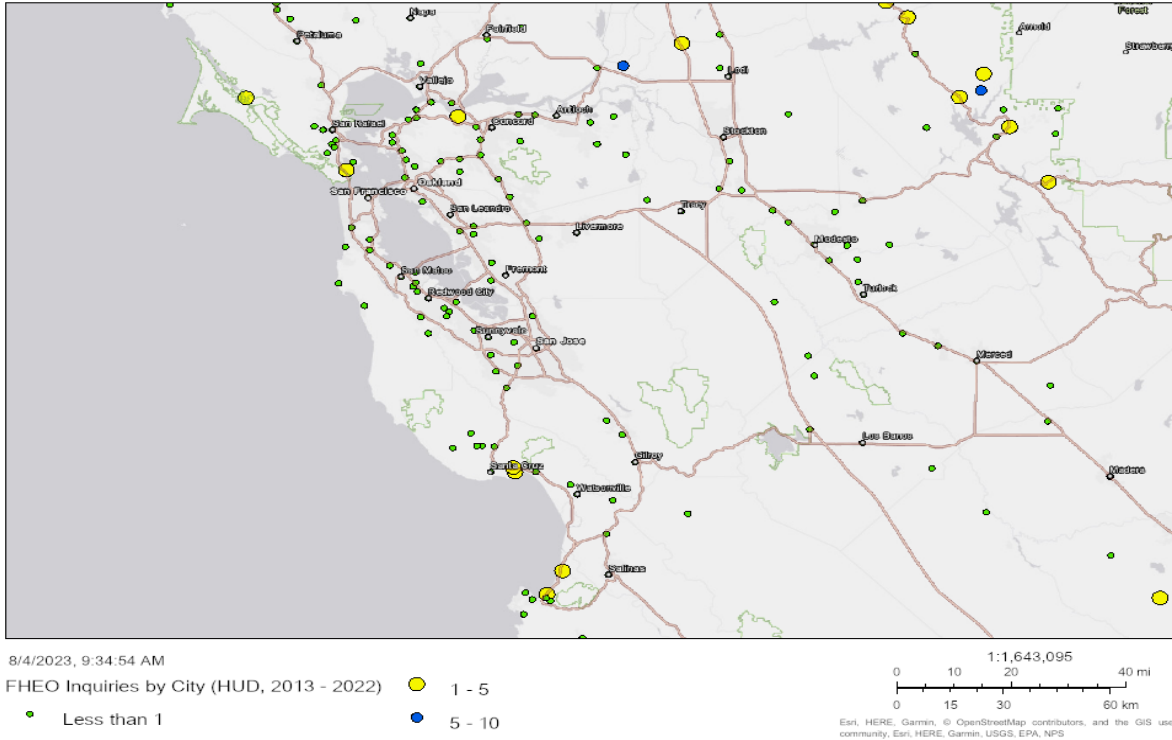 Forest
Arnold
Strawberry
Napa
Fairfield
Petaluma
Vallejo
Lodi
Antioch
San Rafael
Concord
Stockton
Oakland
San Francisco
San Leandro
Tracy
Livermore
Modesto
San Mateo
Fremont
Redwood City
Turlock
Sunnyvale
San Jose
Merced
Los Banos
Gilroy
Santa Cruz
Madera
Watsonville
Salinas
8/4/2023, 9:34:54 AM
FHEO Inquiries by City (HUD, 2013 - 2022)
Less than 1
1 - 5
5 - 10
1:1,643,095
0 10 20 40 mi
0 15 30 60 km
Esri, HERE, Garmin, © OpenStreetMap contributors, and the GIS use
community, Esri, HERE, Garmin, USGS, EPA, NPS